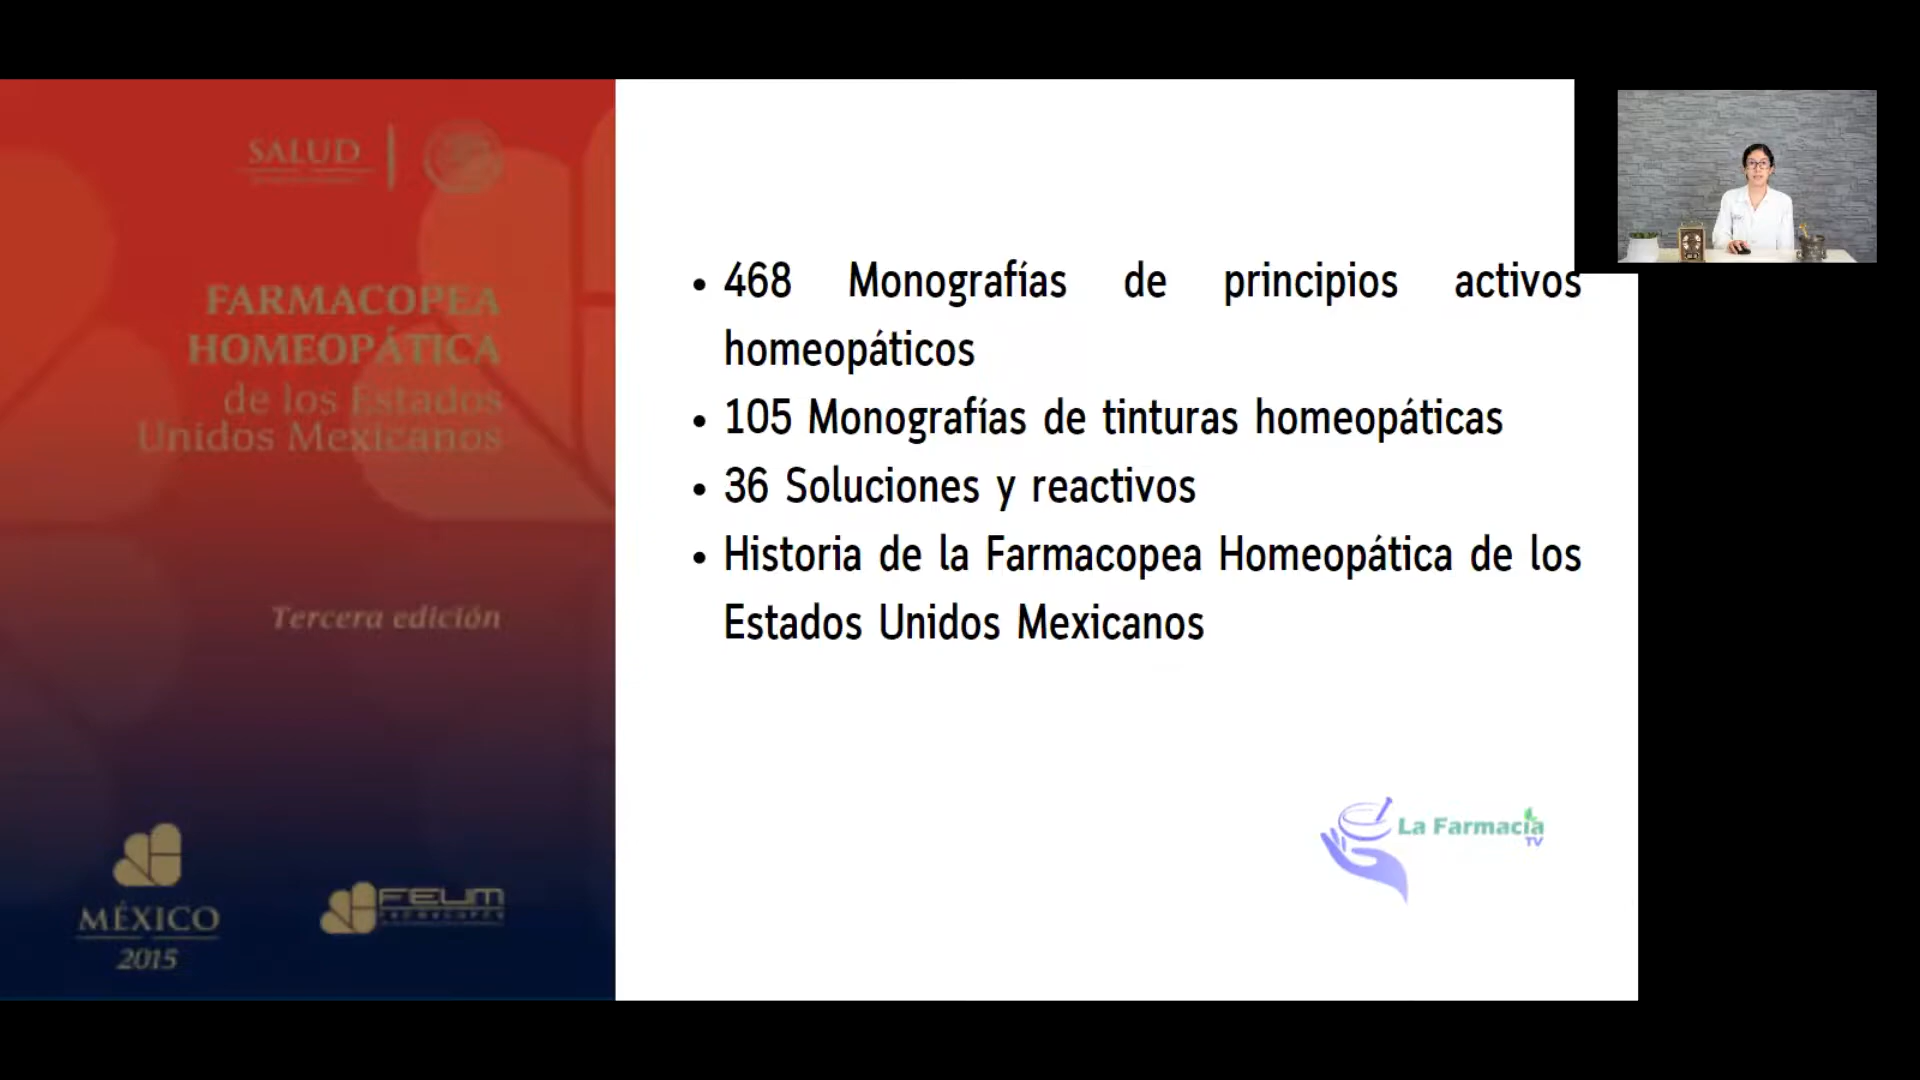 SALUD
FARMACOPEA
HOMEOPÁTICA
de los Estados
Unidos Mexicanos
Tercera edición
MÉXICO
2015
FEUM
• 468 Monografías de principios activos
homeopáticos
• 105 Monografías de tinturas homeopáticas
• 36 Soluciones y reactivos
• Historia de la Farmacopea Homeopática de los
Estados Unidos Mexicanos
La Farmacia
TV